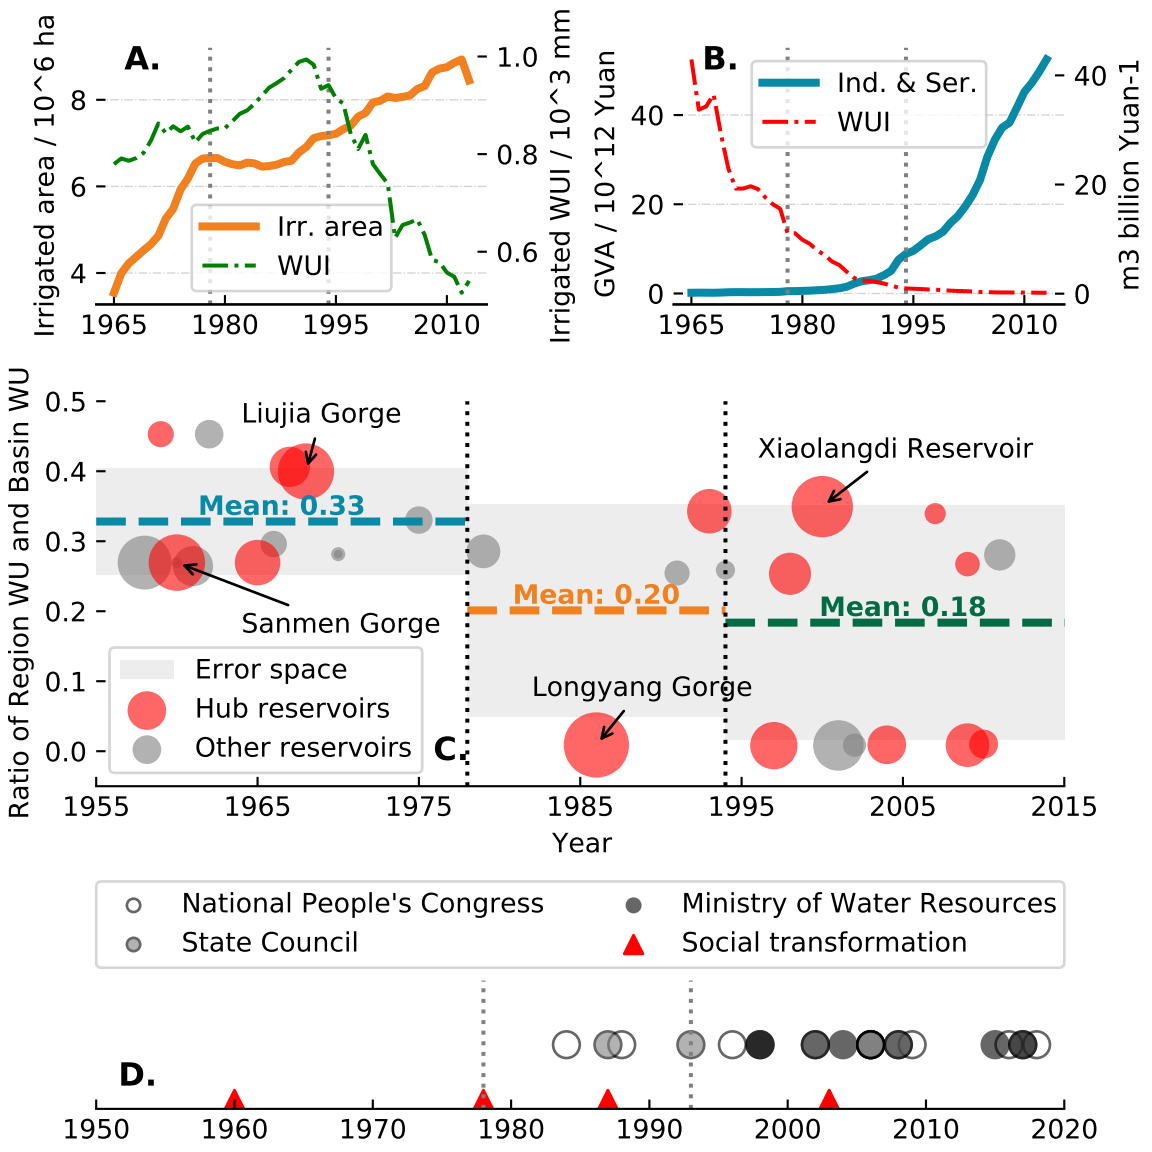 A.
Irrigated area / 10^6 ha
8
6
4
1965
1980
1995
2010
1.0
0.8
0.6
Irrigated WUI / 10^3 mm
Irr. area
WUI
B.
GVA / 10^12 Yuan
40
20
0
1965
1980
1995
2010
40
20
0
m3 billion Yuan-1
Ind. & Ser.
WUI
Ratio of Region WU and Basin WU
0.5
0.4
0.3
0.2
0.1
0.0
Liujia Gorge
Xiaolangdi Reservoir
Mean: 0.33
Mean: 0.20
Mean: 0.18
Sanmen Gorge
Longyang Gorge
Error space
Hub reservoirs
Other reservoirs
C.
1955
1965
1975
1985
1995
2005
2015
Year
National People's Congress
Ministry of Water Resources
State Council
Social transformation
D.
1950
1960
1970
1980
1990
2000
2010
2020